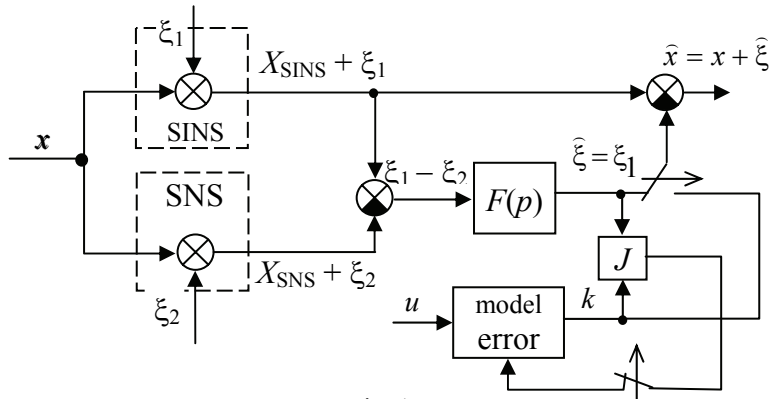 ξ₁
X_SINS + ξ₁
x̂ = x + ξ̂
SINS
x
SNS
ξ₁ – ξ₂
F(p)
ξ̂ = ξ₁
X_SNS + ξ₂
J
ξ₂
u
model
error
k